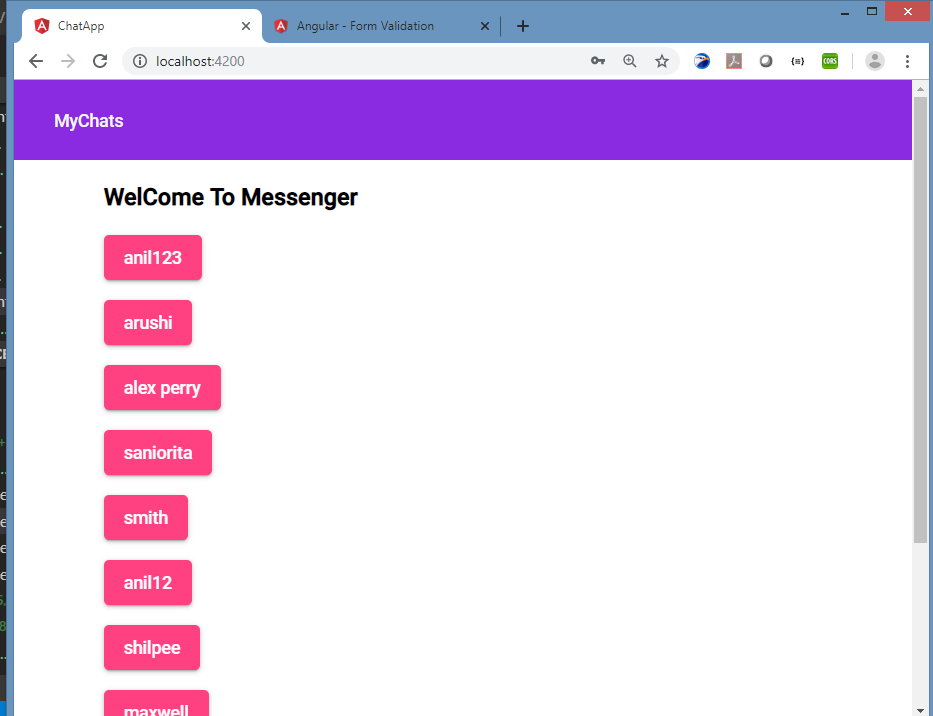 ChatApp
Angular - Form Validation
localhost:4200
CORS
MyChats
WelCome To Messenger
anil123
arushi
alex perry
saniorita
smith
anil12
shilpee
maxwell